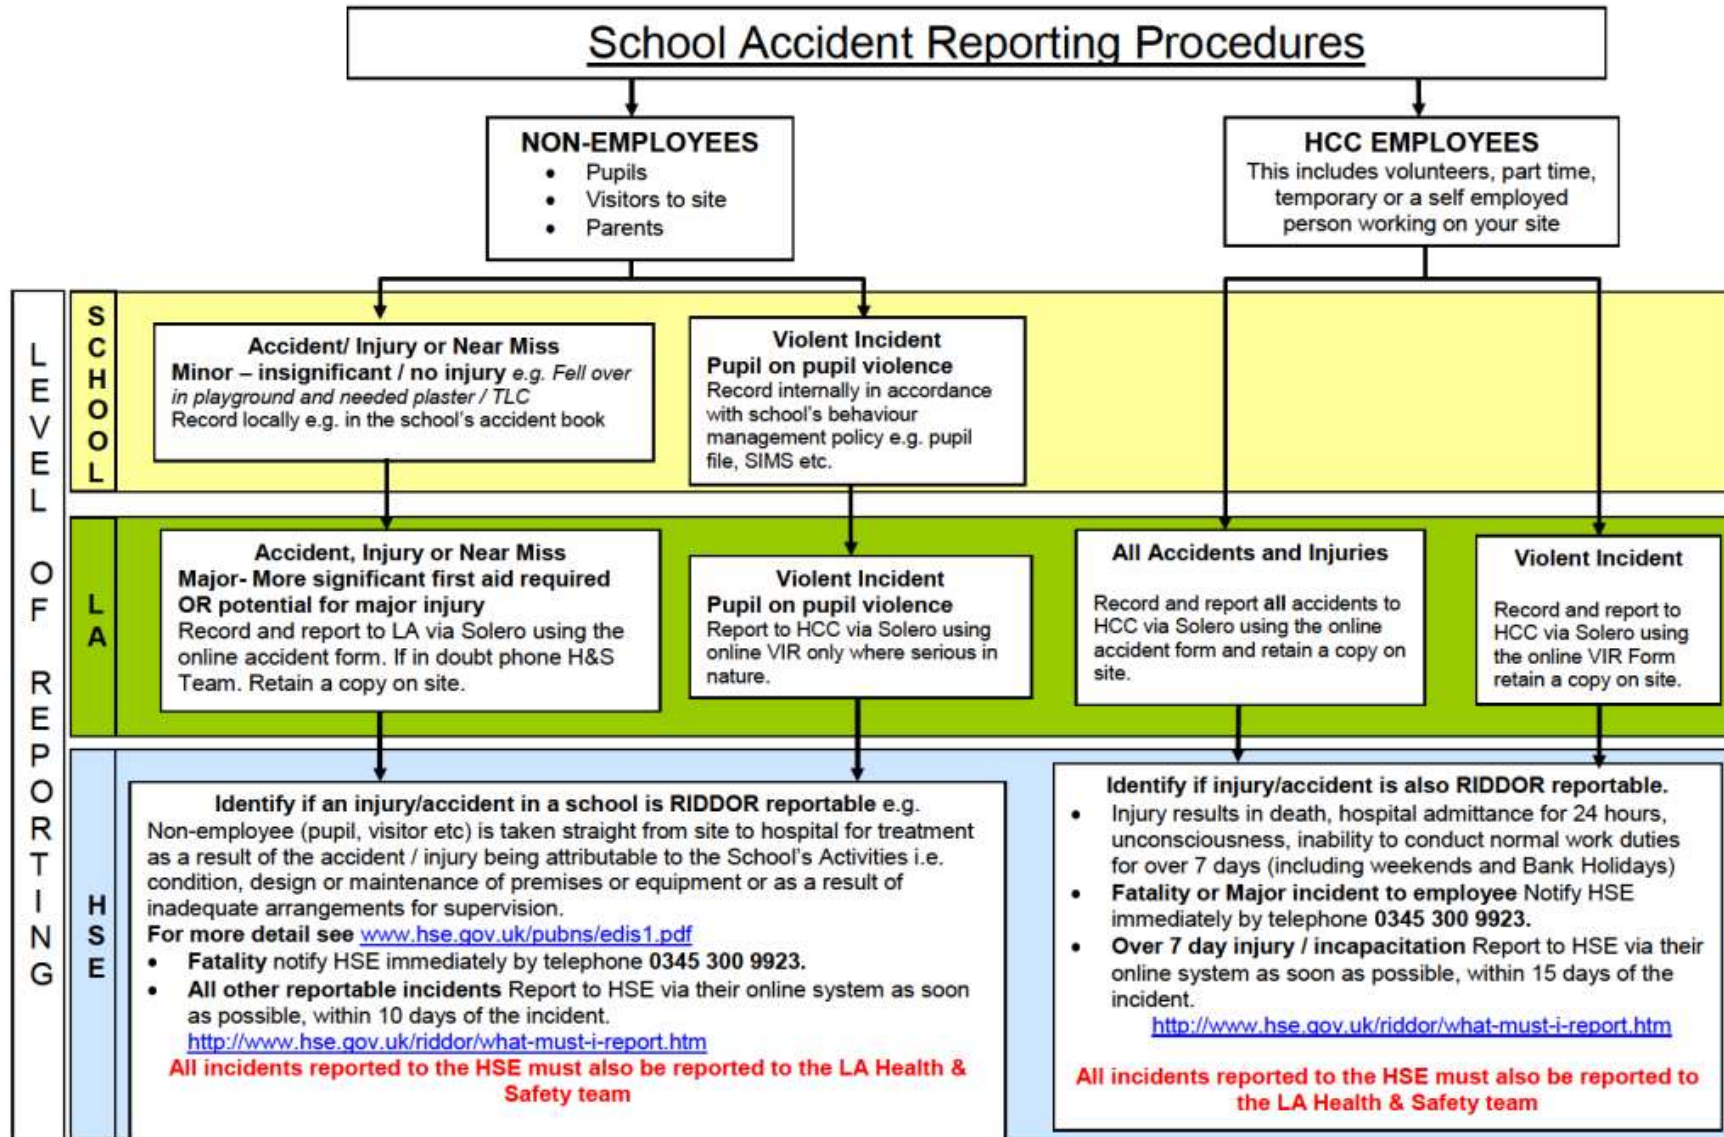 School Accident Reporting Procedures
NON-EMPLOYEES
• Pupils
• Visitors to site
• Parents
HCC EMPLOYEES
This includes volunteers, part time,
temporary or a self employed
person working on your site
LEVEL OF REPORTING
SCHOOL
Accident/ Injury or Near Miss
Minor – insignificant / no injury e.g. Fell over
in playground and needed plaster / TLC
Record locally e.g. in the school's accident book
Violent Incident
Pupil on pupil violence
Record internally in accordance
with school's behaviour
management policy e.g. pupil
file, SIMS etc.
LA
Accident, Injury or Near Miss
Major- More significant first aid required
OR potential for major injury
Record and report to LA via Solero using the
online accident form. If in doubt phone H&S
Team. Retain a copy on site.
Violent Incident
Pupil on pupil violence
Report to HCC via Solero using
online VIR only where serious in
nature.
All Accidents and Injuries
Record and report all accidents to
HCC via Solero using the online
accident form and retain a copy on
site.
Violent Incident
Record and report to
HCC via Solero using
the online VIR Form
retain a copy on site.
HSE
Identify if an injury/accident in a school is RIDDOR reportable e.g.
Non-employee (pupil, visitor etc) is taken straight from site to hospital for treatment
as a result of the accident / injury being attributable to the School's Activities i.e.
condition, design or maintenance of premises or equipment or as a result of
inadequate arrangements for supervision.
For more detail see www.hse.gov.uk/pubns/edis1.pdf
• Fatality notify HSE immediately by telephone 0345 300 9923.
• All other reportable incidents Report to HSE via their online system as soon
as possible, within 10 days of the incident.
http://www.hse.gov.uk/riddor/what-must-i-report.htm
All incidents reported to the HSE must also be reported to the LA Health &
Safety team
Identify if injury/accident is also RIDDOR reportable.
• Injury results in death, hospital admittance for 24 hours,
unconsciousness, inability to conduct normal work duties
for over 7 days (including weekends and Bank Holidays)
• Fatality or Major incident to employee Notify HSE
immediately by telephone 0345 300 9923.
• Over 7 day injury / incapacitation Report to HSE via their
online system as soon as possible, within 15 days of the
incident.
http://www.hse.gov.uk/riddor/what-must-i-report.htm
All incidents reported to the HSE must also be reported to
the LA Health & Safety team